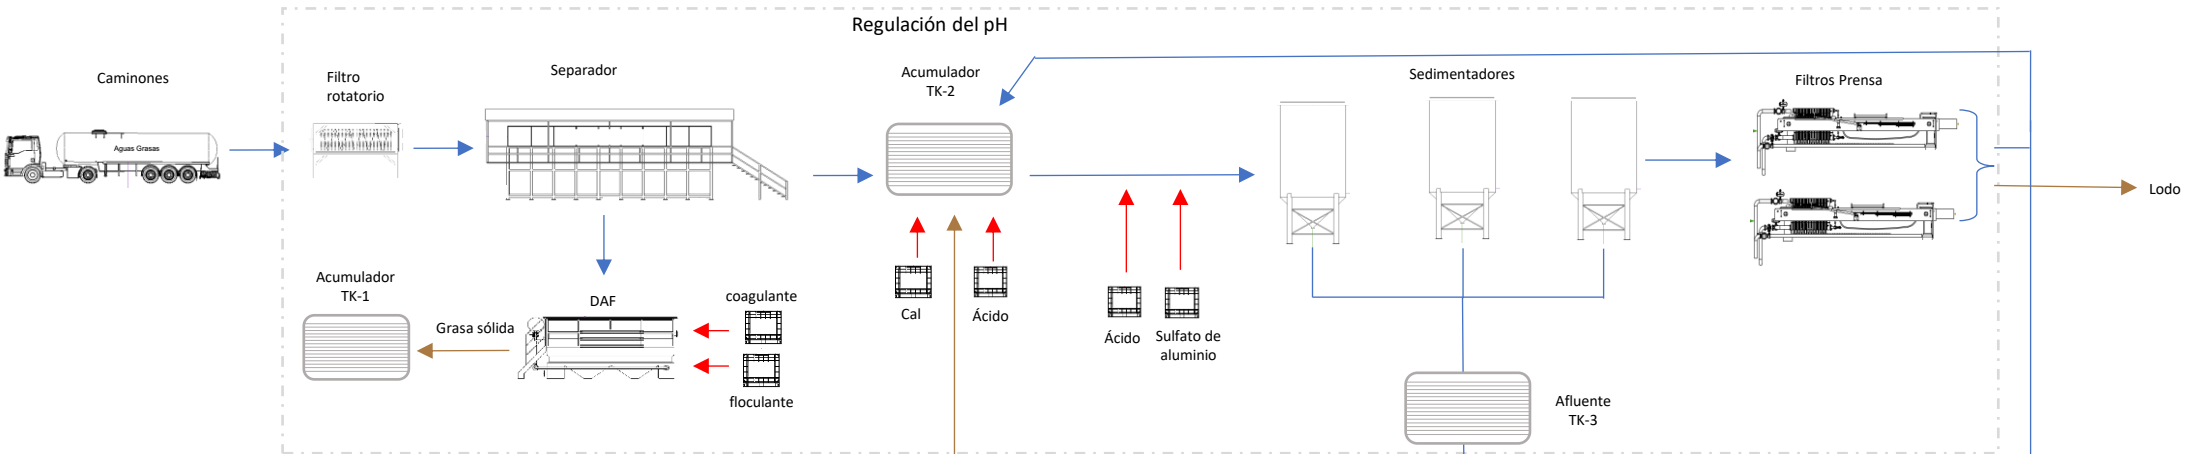 Regulación del pH
Caminones
Aguas Grasas
Filtro
rotatorio
Separador
Acumulador
TK-2
Sedimentadores
Filtros Prensa
Lodo
Acumulador
TK-1
Grasa sólida
DAF
coagulante
floculante
Cal
Ácido
Ácido
Sulfato de
aluminio
Afluente
TK-3